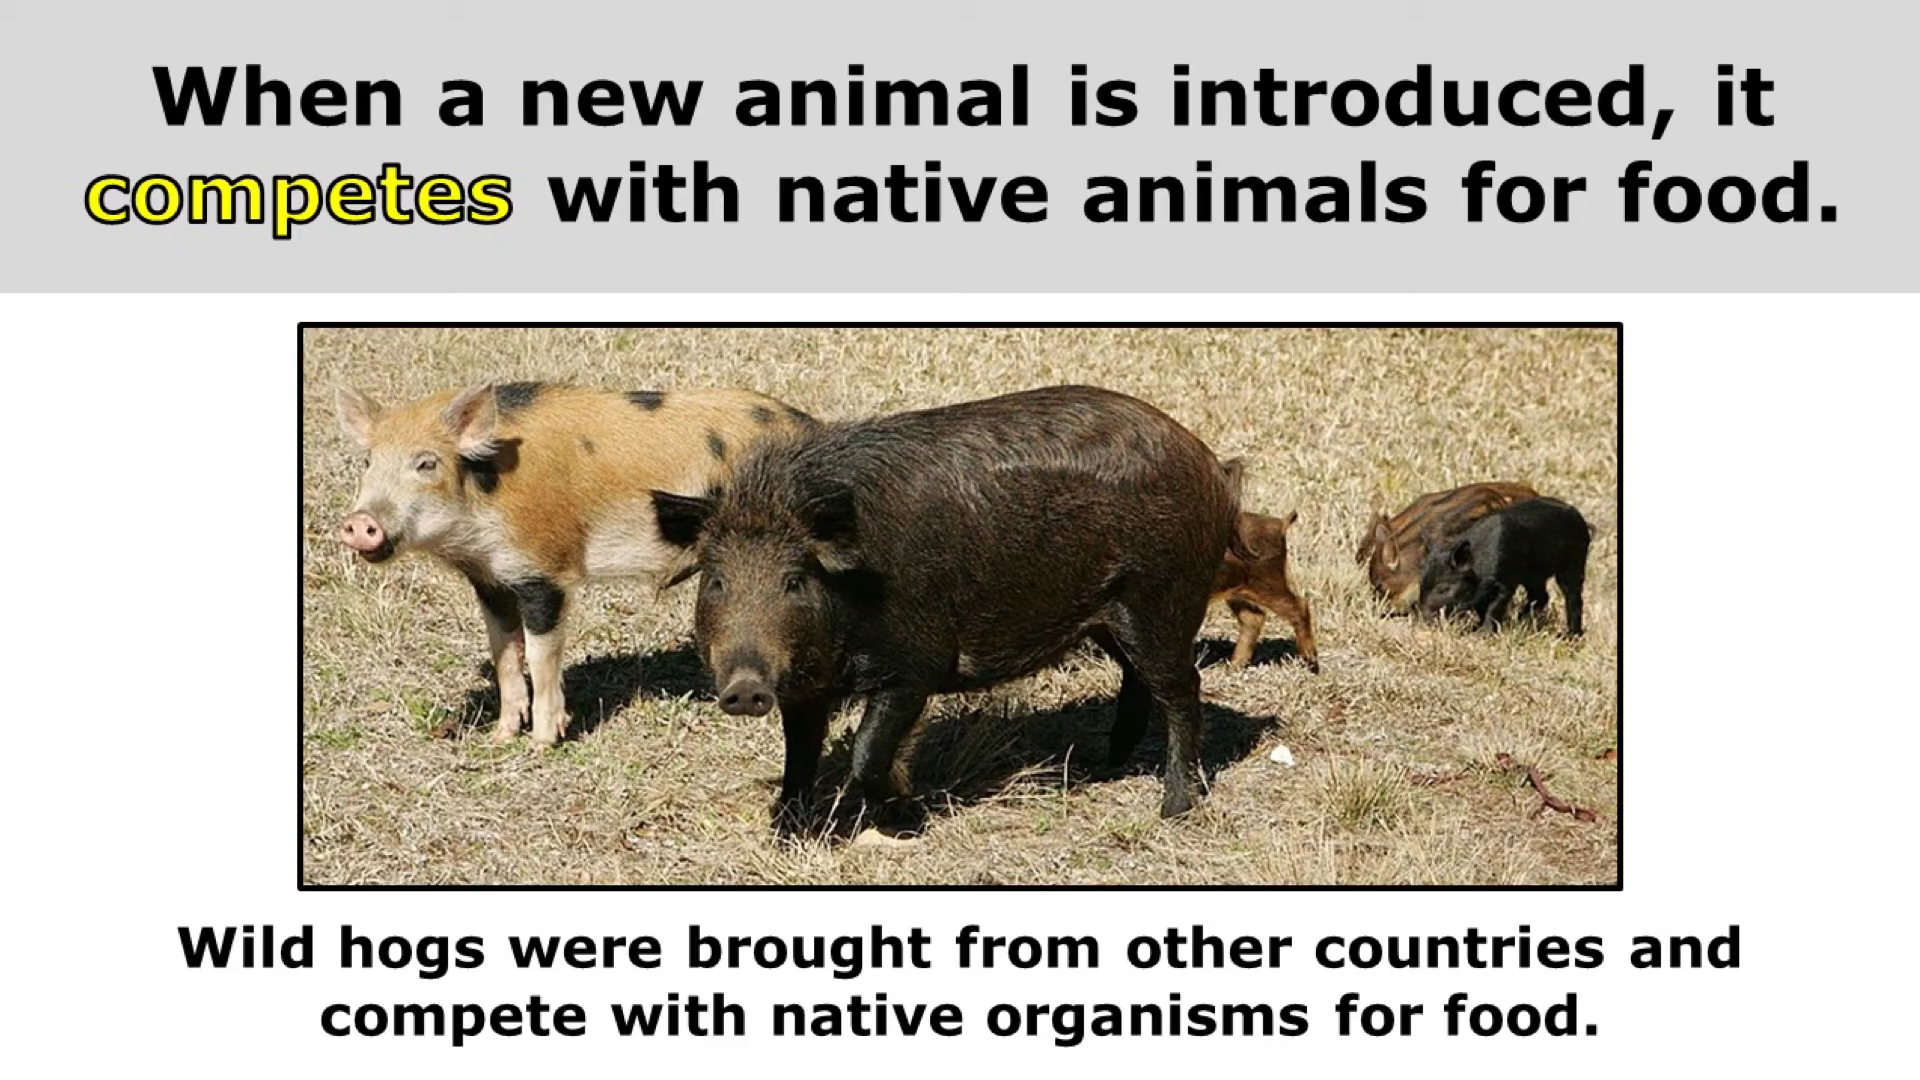 When a new animal is introduced, it
competes with native animals for food.
Wild hogs were brought from other countries and
compete with native organisms for food.